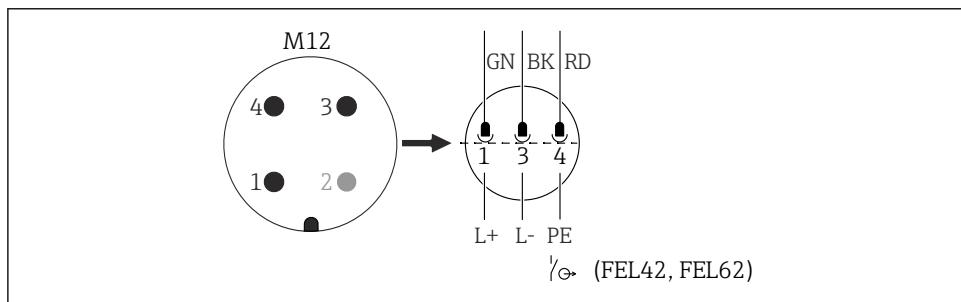 M12
GN BK RD
4 3
1 2
1 3 4
L+ L- PE
(FEL42, FEL62)